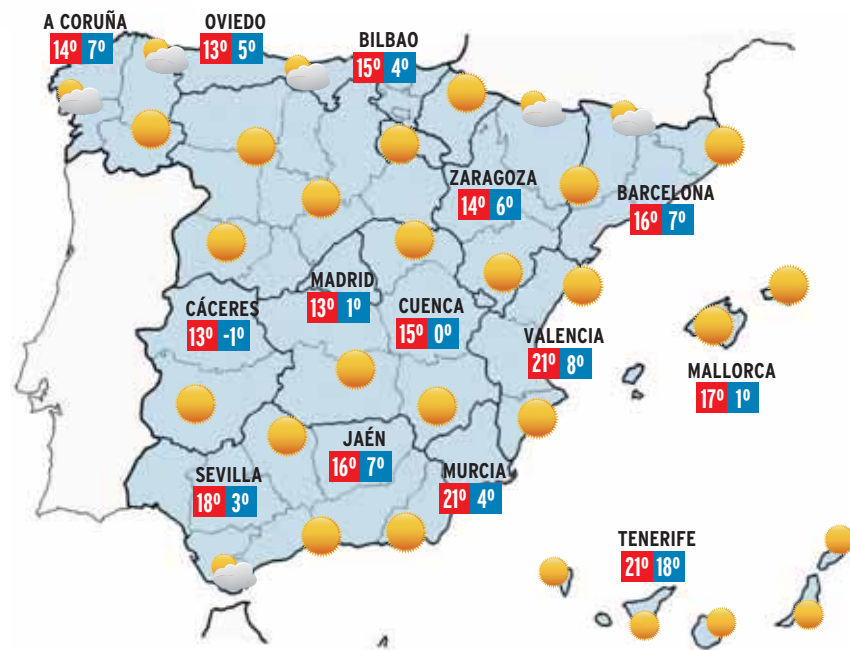 A CORUÑA
14º 7º
OVIEDO
13º 5º
BILBAO
15º 4º
ZARAGOZA
14º 6º
BARCELONA
16º 7º
MADRID
13º 1º
CÁCERES
13º -1º
CUENCA
15º 0º
VALENCIA
21º 8º
MALLORCA
17º 1º
JAÉN
16º 7º
SEVILLA
18º 3º
MURCIA
21º 4º
TENERIFE
21º 18º